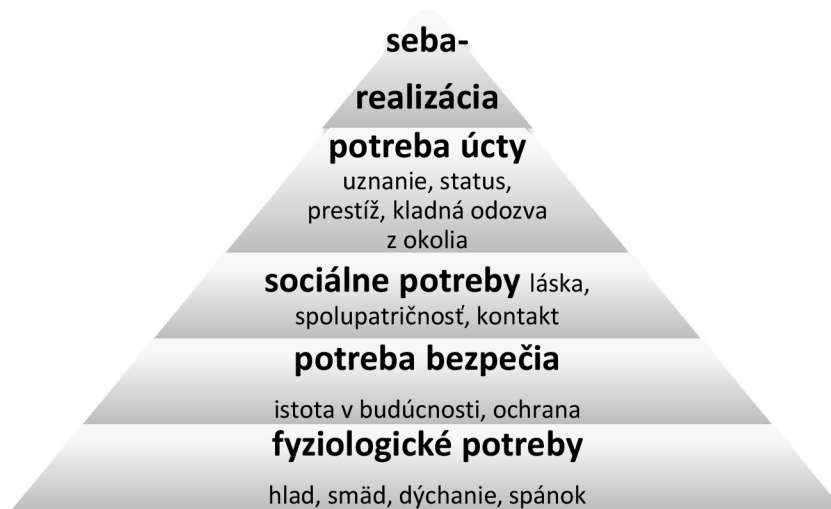 seba-
realizácia
potreba úcty
uznanie, status,
prestíž, kladná odozva
z okolia
sociálne potreby láska,
spolupatričnosť, kontakt
potreba bezpečia
istota v budúcnosti, ochrana
fyziologické potreby
hlad, smäd, dýchanie, spánok